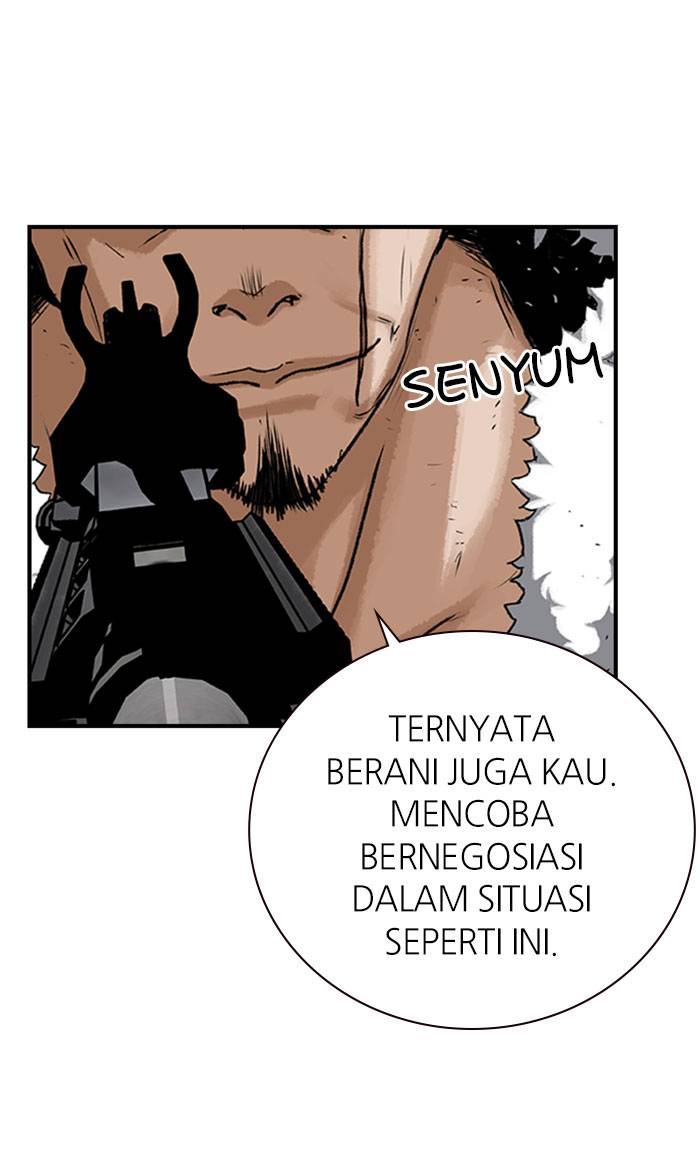 SENYUM
TERNYATA
BERANI JUGA KAU.
MENCOBA
BERNEGOSIASI
DALAM SITUASI
SEPERTI INI.